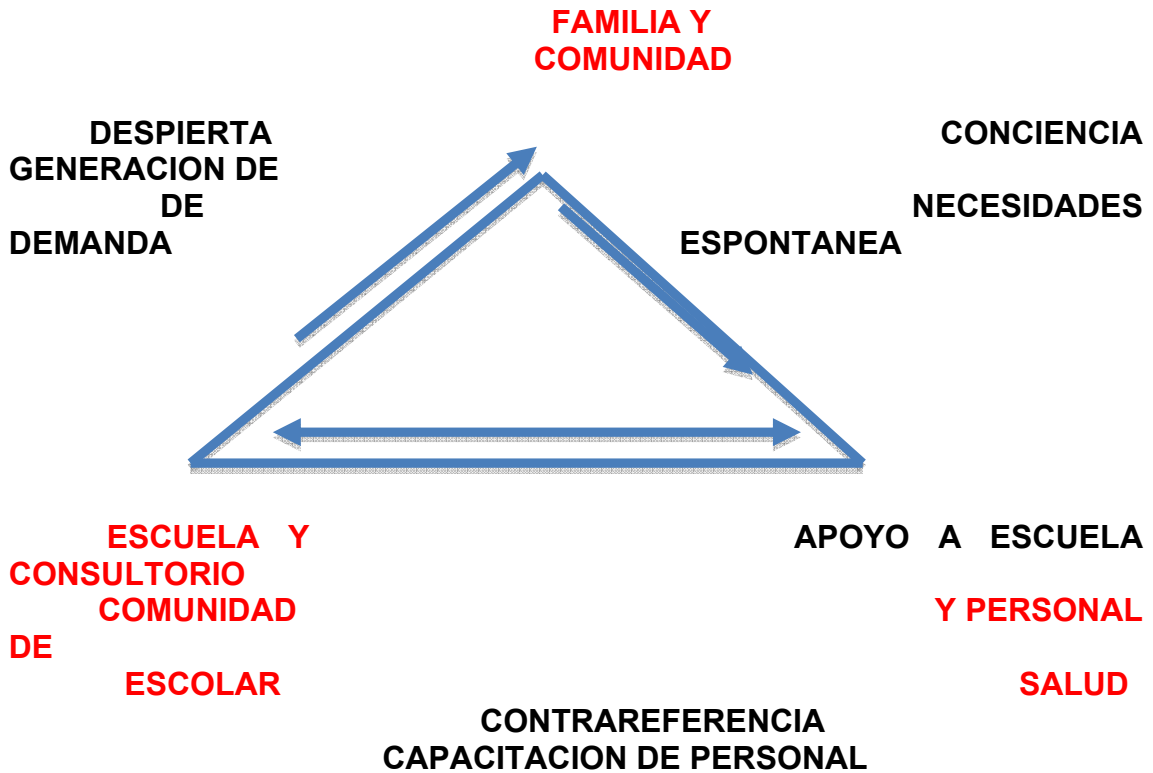 FAMILIA Y
COMUNIDAD
DESPIERTA CONCIENCIA
GENERACION DE
DE NECESIDADES
DEMANDA ESPONTANEA
ESCUELA Y APOYO A ESCUELA
CONSULTORIO
COMUNIDAD Y PERSONAL
DE
ESCOLAR SALUD
CONTRAREFERENCIA
CAPACITACION DE PERSONAL